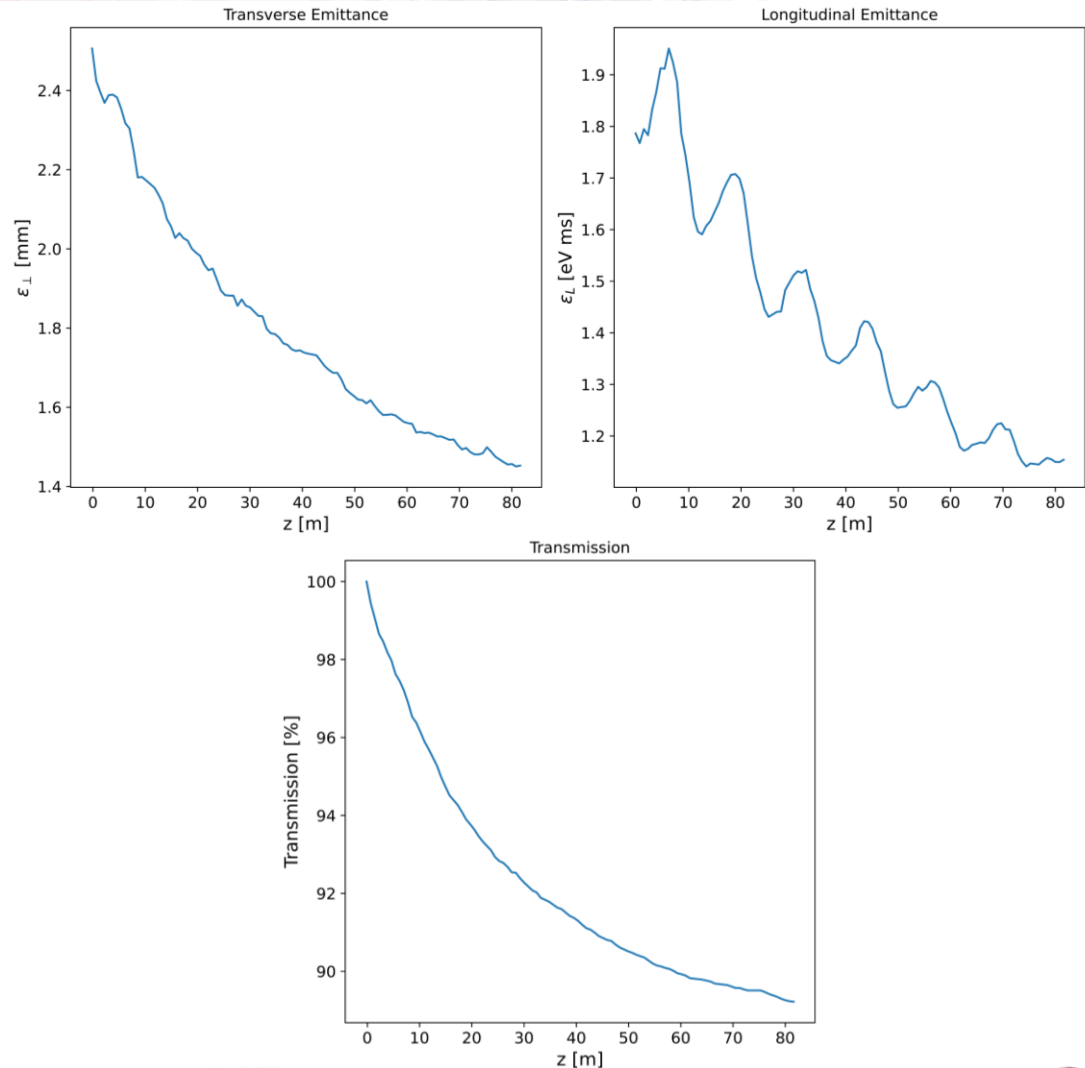 Transverse Emittance
ε⊥ [mm]
2.4
2.2
2.0
1.8
1.6
1.4
0 10 20 30 40 50 60 70 80
z [m]
Longitudinal Emittance
εL [eV ms]
1.9
1.8
1.7
1.6
1.5
1.4
1.3
1.2
0 10 20 30 40 50 60 70 80
z [m]
Transmission
Transmission [%]
100
98
96
94
92
90
0 10 20 30 40 50 60 70 80
z [m]